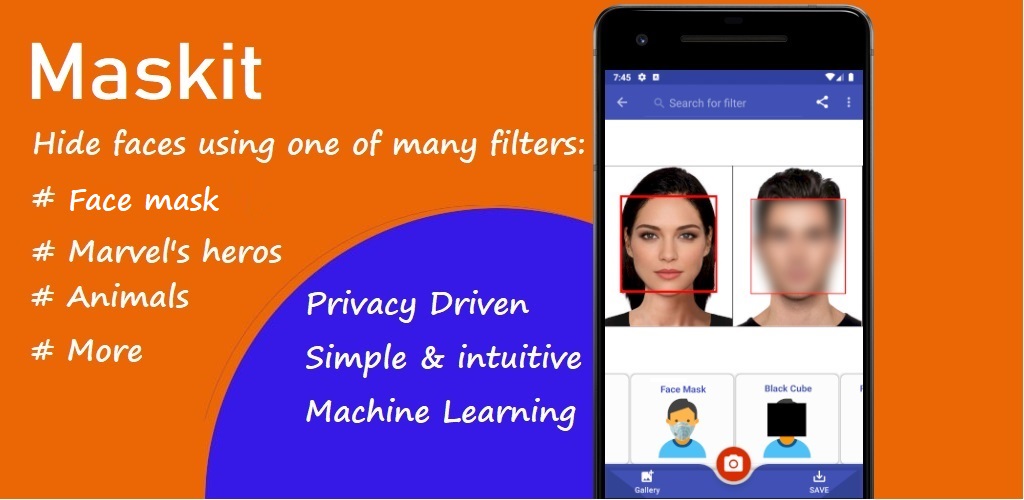 Maskit
Hide faces using one of many filters:
# Face mask
# Marvel's heros
# Animals
# More
Privacy Driven
Simple & intuitive
Machine Learning
7:45
Search for filter
Face Mask
Black Cube
Gallery
SAVE